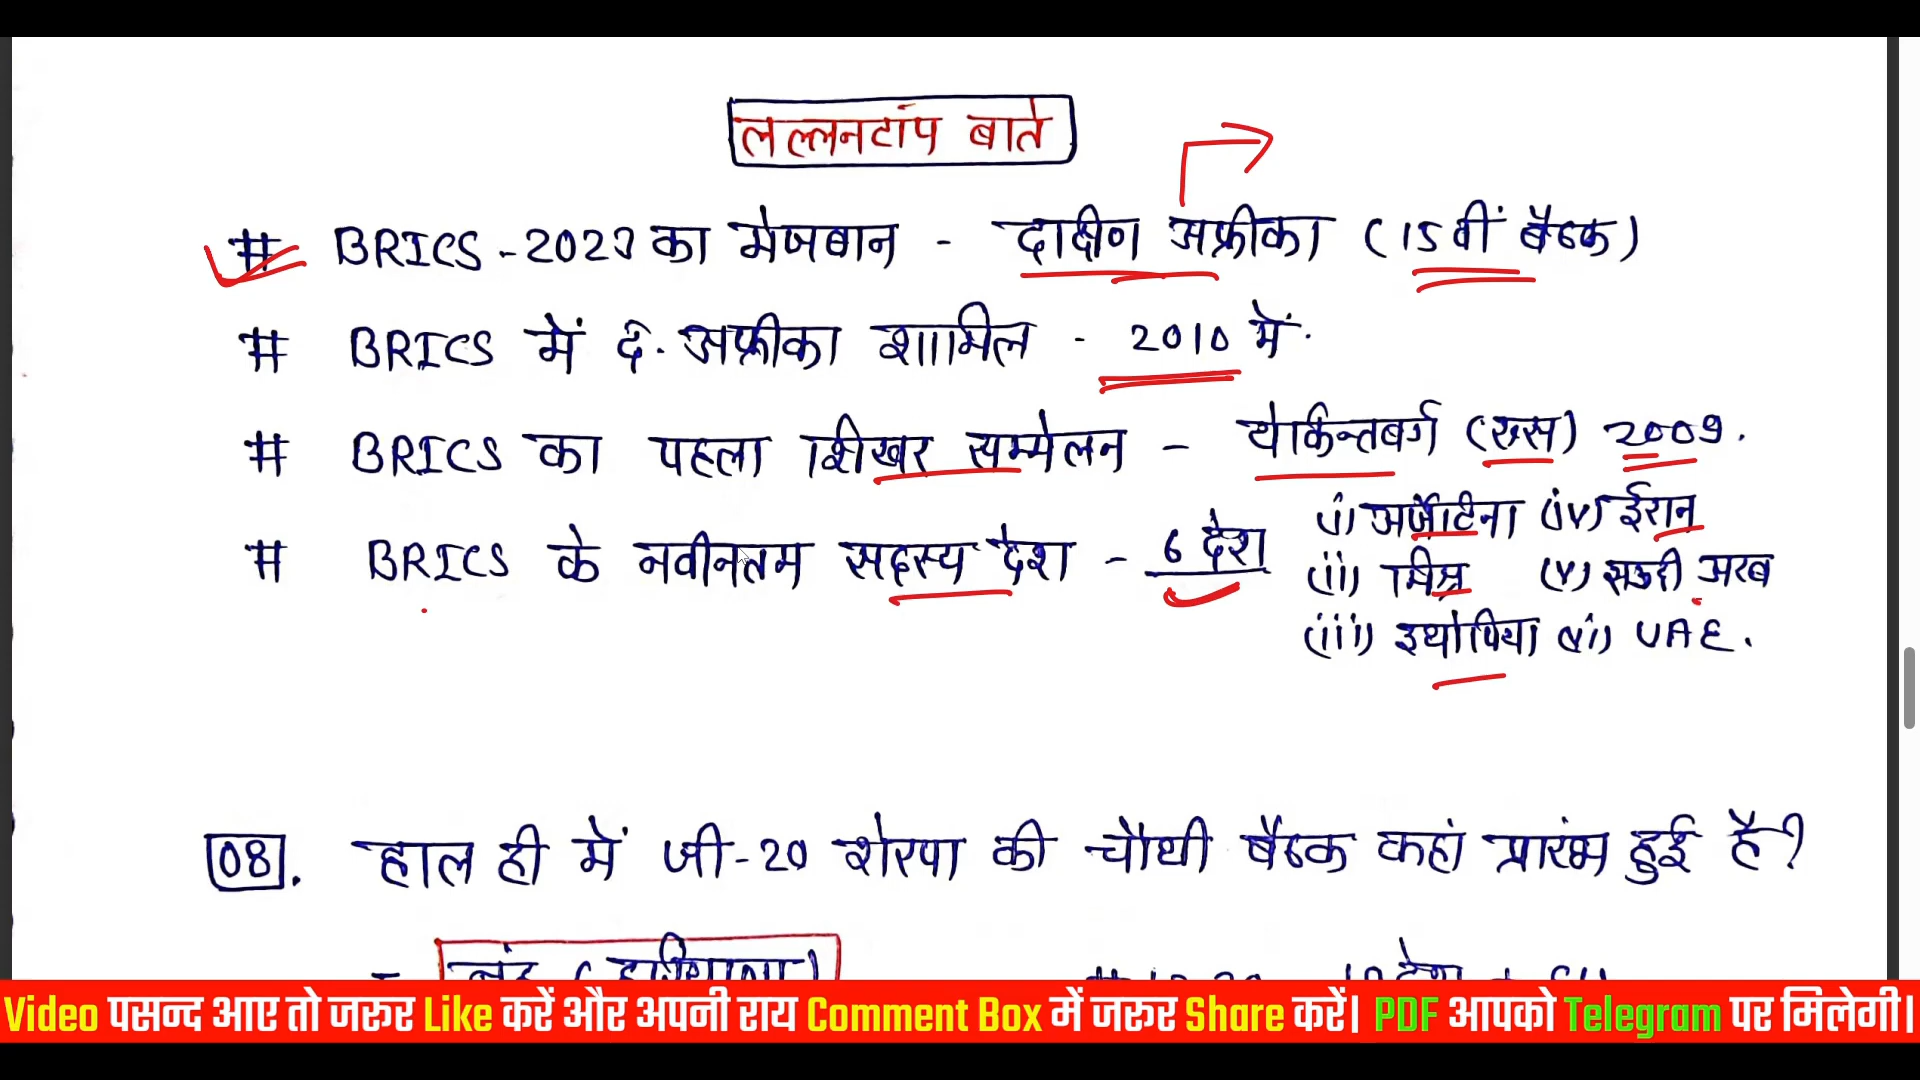 लल्लनटॉप बातें
# BRICS-2023 का मेजबान - दक्षिण अफ्रीका (15वीं बैठक)
# BRICS में द. अफ्रीका शामिल - 2010 में.
# BRICS का पहला शिखर सम्मेलन - येकिन्तबर्ग (रूस) 2009.
# BRICS के नवीनतम सदस्य देश - 6 देश
(i) अर्जेंटिना (iv) ईरान
(ii) मिस्र (v) सऊदी अरब
(iii) इथोपिया (vi) UAE.
08. हाल ही में जी-20 शेरपा की चौथी बैठक कहां प्रारंभ हुई है?
Video पसन्द आए तो जरूर Like करें और अपनी राय Comment Box में जरूर Share करें। PDF आपको Telegram पर मिलेगी।